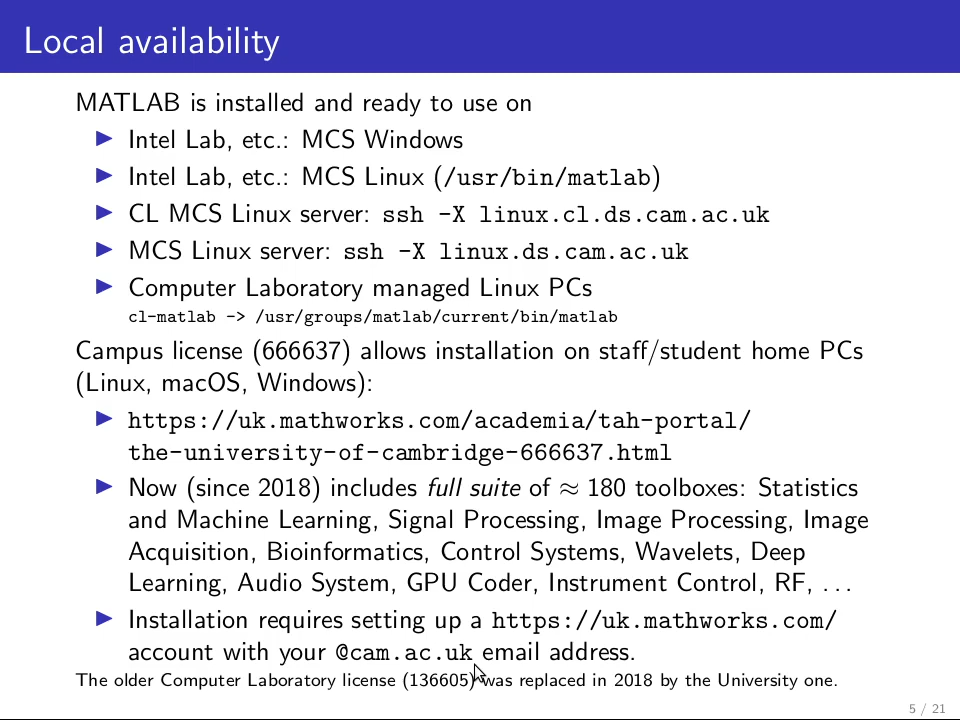 Local availability
MATLAB is installed and ready to use on
▶ Intel Lab, etc.: MCS Windows
▶ Intel Lab, etc.: MCS Linux (/usr/bin/matlab)
▶ CL MCS Linux server: ssh -X linux.cl.ds.cam.ac.uk
▶ MCS Linux server: ssh -X linux.ds.cam.ac.uk
▶ Computer Laboratory managed Linux PCs
cl-matlab -> /usr/groups/matlab/current/bin/matlab
Campus license (666637) allows installation on staff/student home PCs
(Linux, macOS, Windows):
▶ https://uk.mathworks.com/academia/tah-portal/
the-university-of-cambridge-666637.html
▶ Now (since 2018) includes full suite of ≈ 180 toolboxes: Statistics
and Machine Learning, Signal Processing, Image Processing, Image
Acquisition, Bioinformatics, Control Systems, Wavelets, Deep
Learning, Audio System, GPU Coder, Instrument Control, RF, . . .
▶ Installation requires setting up a https://uk.mathworks.com/
account with your @cam.ac.uk email address.
The older Computer Laboratory license (136605) was replaced in 2018 by the University one.
5 / 21